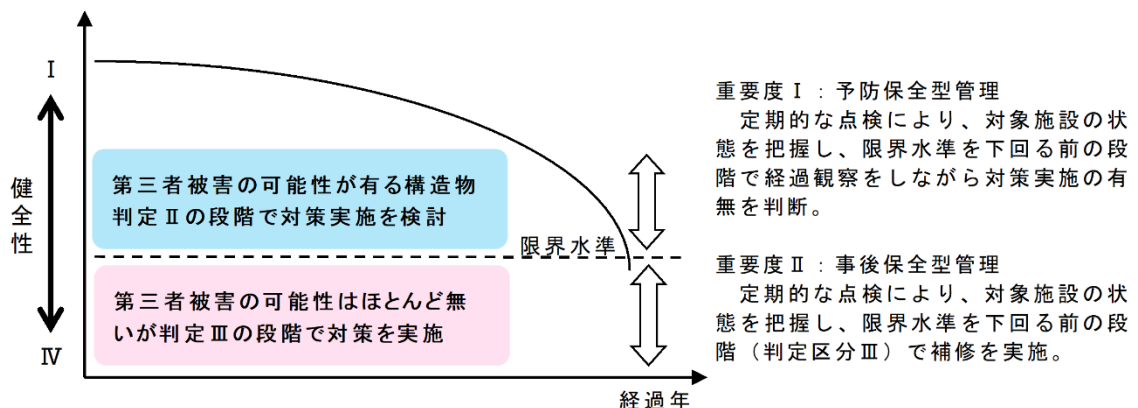 Ⅰ
健全性
Ⅳ
第三者被害の可能性が有る構造物
判定Ⅱの段階で対策実施を検討
限界水準
第三者被害の可能性はほとんど無
いが判定Ⅲの段階で対策を実施
経過年
重要度Ⅰ：予防保全型管理
定期的な点検により、対象施設の状
態を把握し、限界水準を下回る前の段
階で経過観察をしながら対策実施の有
無を判断。
重要度Ⅱ：事後保全型管理
定期的な点検により、対象施設の状
態を把握し、限界水準を下回る前の段
階（判定区分Ⅲ）で補修を実施。